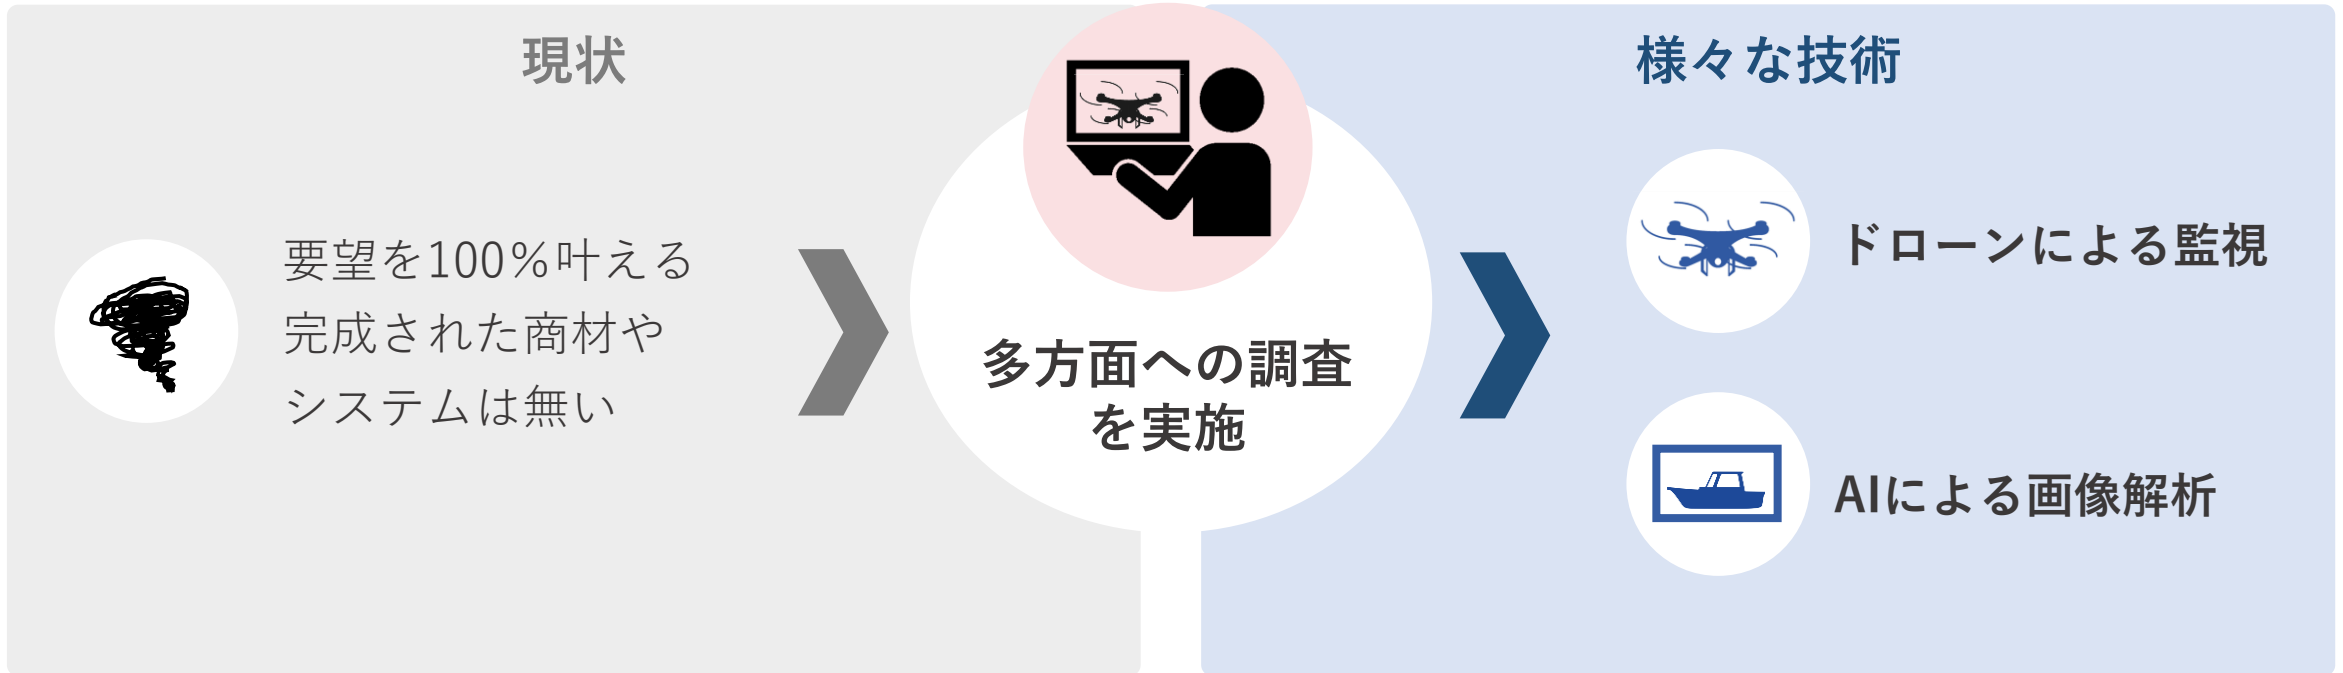 現状
要望を100％叶える
完成された商材や
システムは無い
多方面への調査
を実施
様々な技術
ドローンによる監視
AIによる画像解析